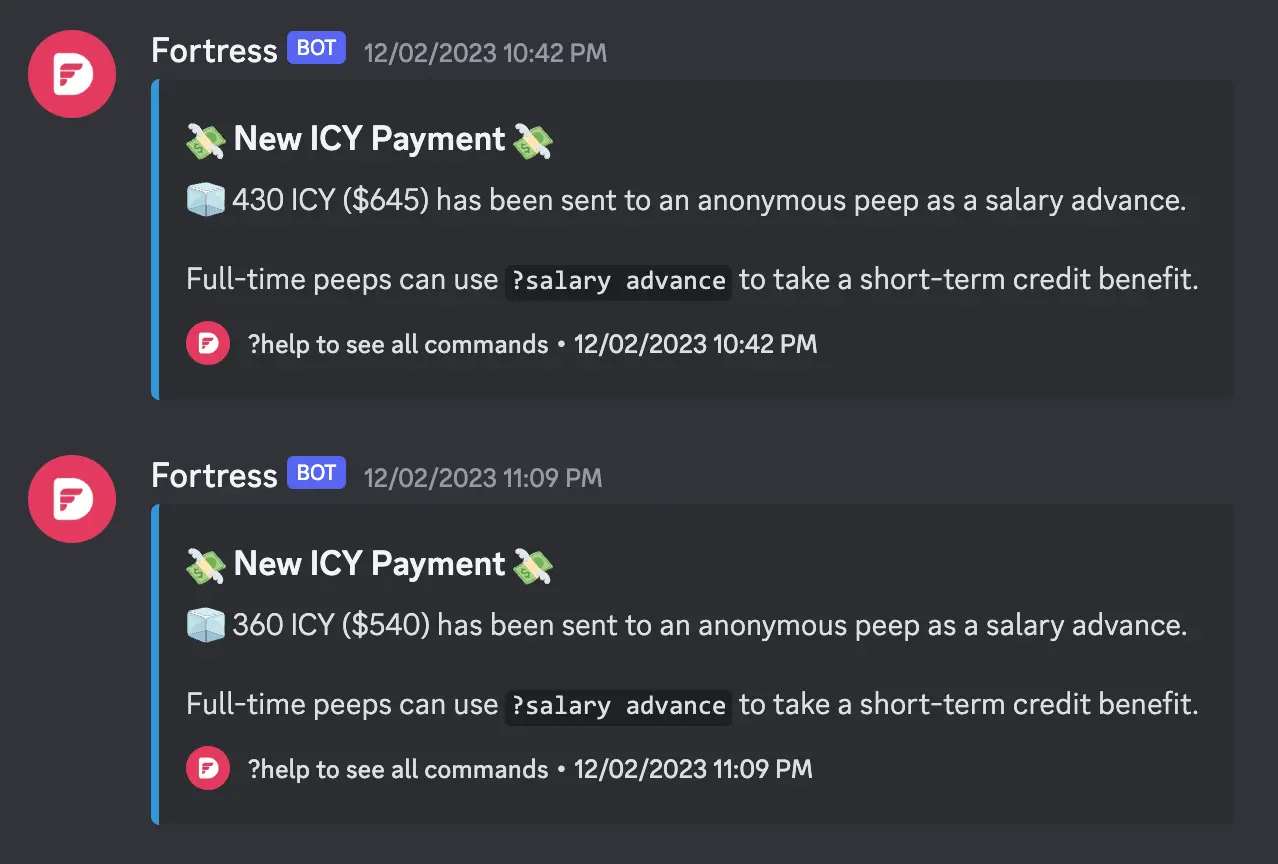 Fortress BOT 12/02/2023 10:42 PM
💸 New ICY Payment 💸
🧊 430 ICY ($645) has been sent to an anonymous peep as a salary advance.
Full-time peeps can use ?salary advance to take a short-term credit benefit.
?help to see all commands • 12/02/2023 10:42 PM
Fortress BOT 12/02/2023 11:09 PM
💸 New ICY Payment 💸
🧊 360 ICY ($540) has been sent to an anonymous peep as a salary advance.
Full-time peeps can use ?salary advance to take a short-term credit benefit.
?help to see all commands • 12/02/2023 11:09 PM